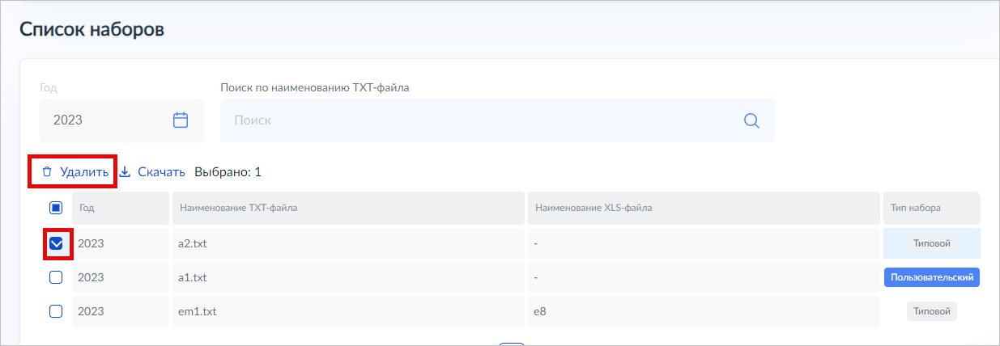 Список наборов
Год
Поиск по наименованию TXT-файла
2023
Поиск
Удалить Скачать Выбрано: 1
Год Наименование TXT-файла Наименование XLS-файла Тип набора
2023 a2.txt - Типовой
2023 a1.txt - Пользовательский
2023 em1.txt e8 Типовой